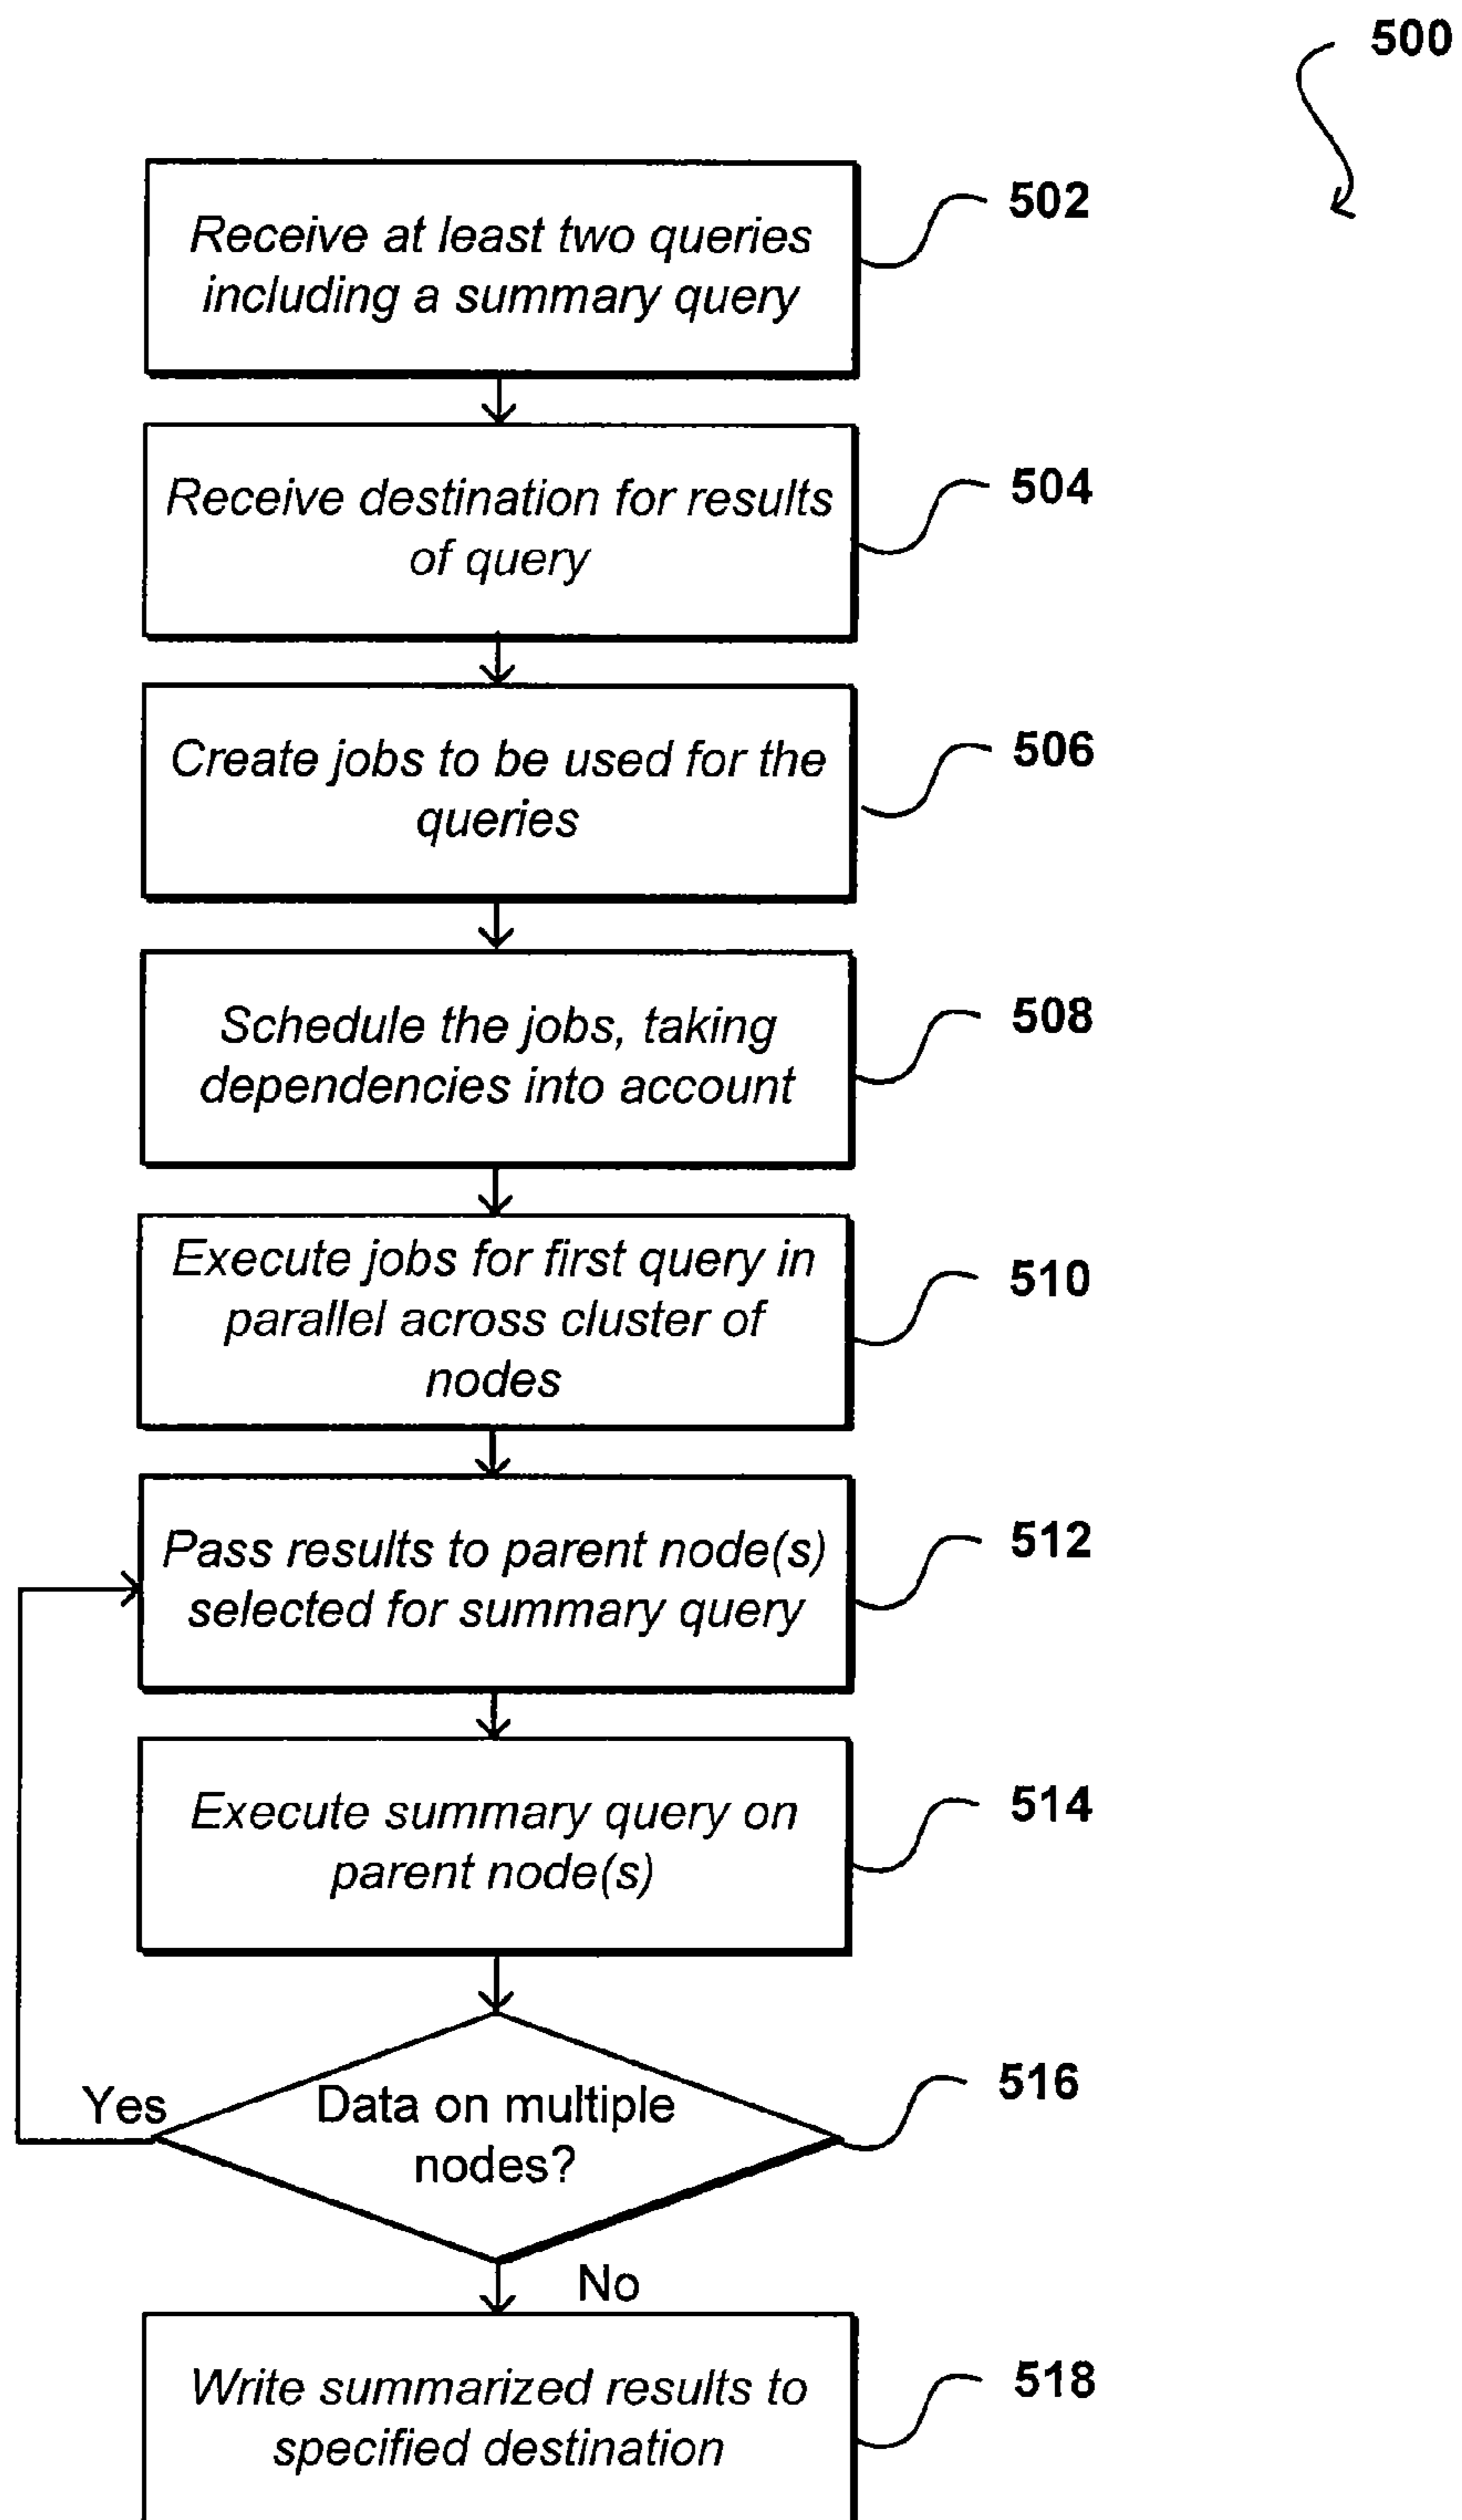 500
Receive at least two queries
including a summary query
502
Receive destination for results
of query
504
Create jobs to be used for the
queries
506
Schedule the jobs, taking
dependencies into account
508
Execute jobs for first query in
parallel across cluster of
nodes
510
Pass results to parent node(s)
selected for summary query
512
Execute summary query on
parent node(s)
514
Data on multiple
nodes?
516
Yes
No
Write summarized results to
specified destination
518